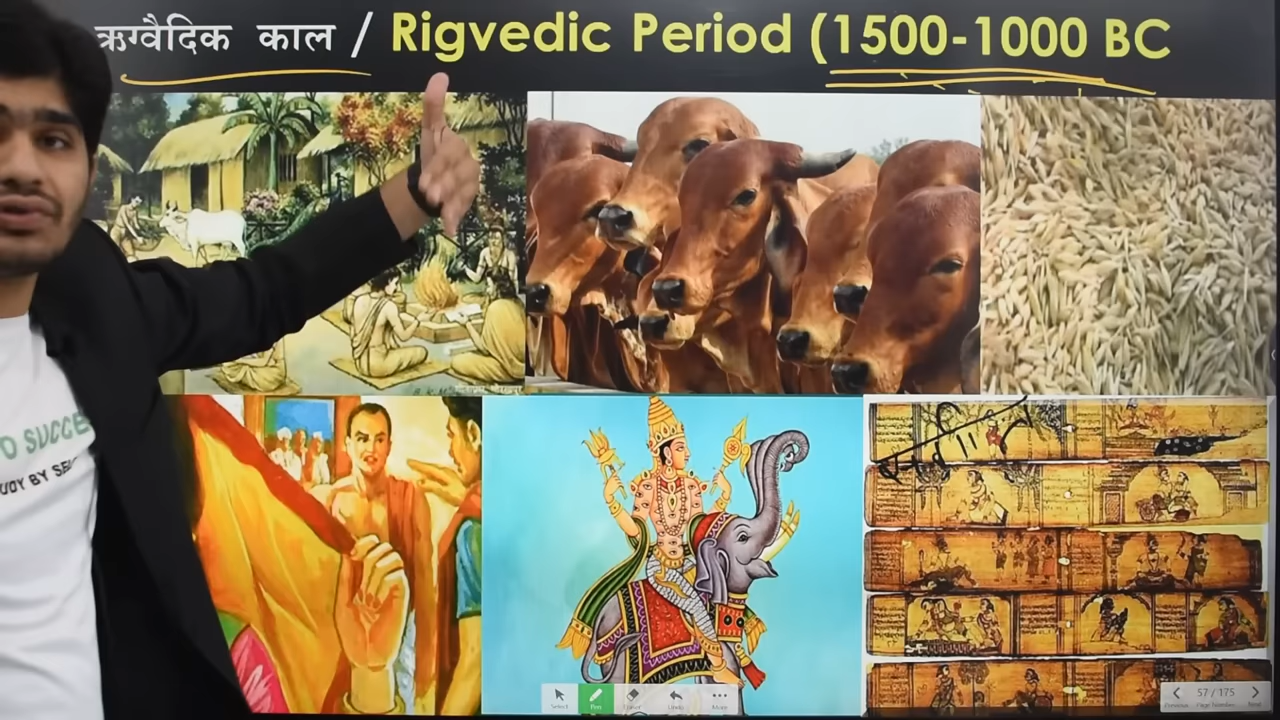 ऋग्वैदिक काल / Rigvedic Period (1500-1000 BC
O SUCCE
UDY BY SE
Select
Pen
Eraser
Undo
More
57 / 175
Previous
Next